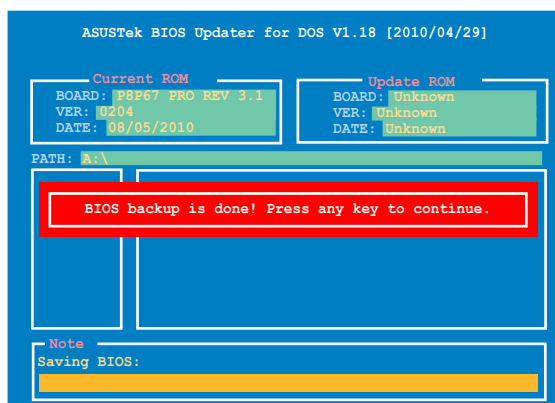 ASUSTek BIOS Updater for DOS V1.18 [2010/04/29]
Current ROM
BOARD: P8P67 PRO REV 3.1
VER: 0204
DATE: 08/05/2010
Update ROM
BOARD: Unknown
VER: Unknown
DATE: Unknown
PATH: A:\
BIOS backup is done! Press any key to continue.
Note
Saving BIOS: